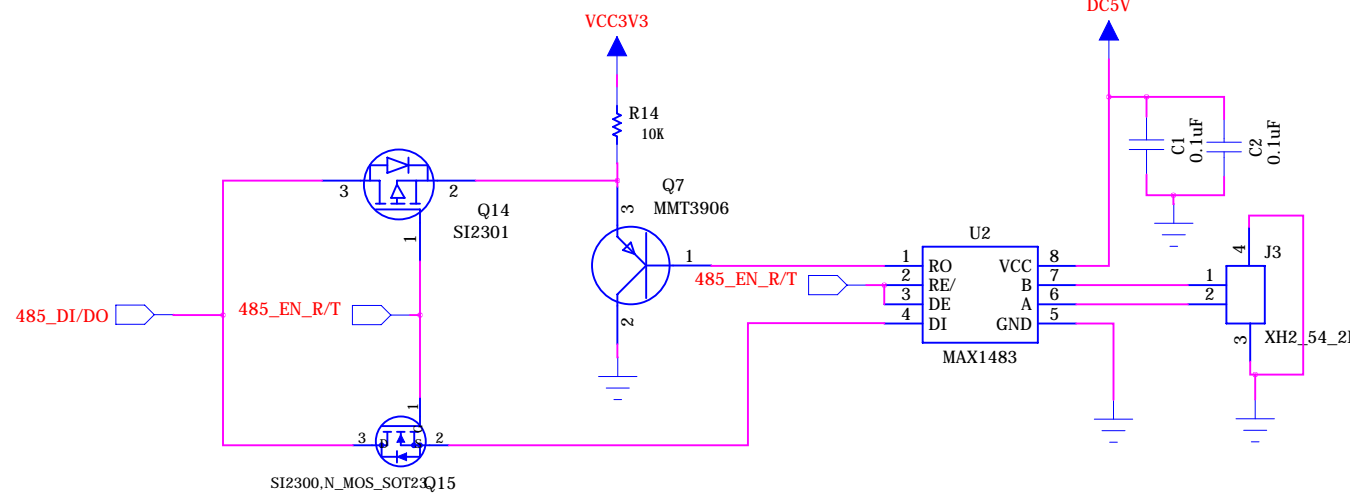 DC5V
VCC3V3
R14
10K
C1
0.1uF
C2
0.1uF
3
2
Q14
SI2301
1
3
Q7
MMT3906
1
2
485_EN_R/T
U2
1
RO
2
RE/
3
DE
4
DI
VCC
8
B
7
A
6
GND
5
MAX1483
4
J3
1
2
3
XH2_54_2
485_DI/DO
485_EN_R/T
1
3
D
G
S
2
SI2300,N_MOS_SOT23
Q15